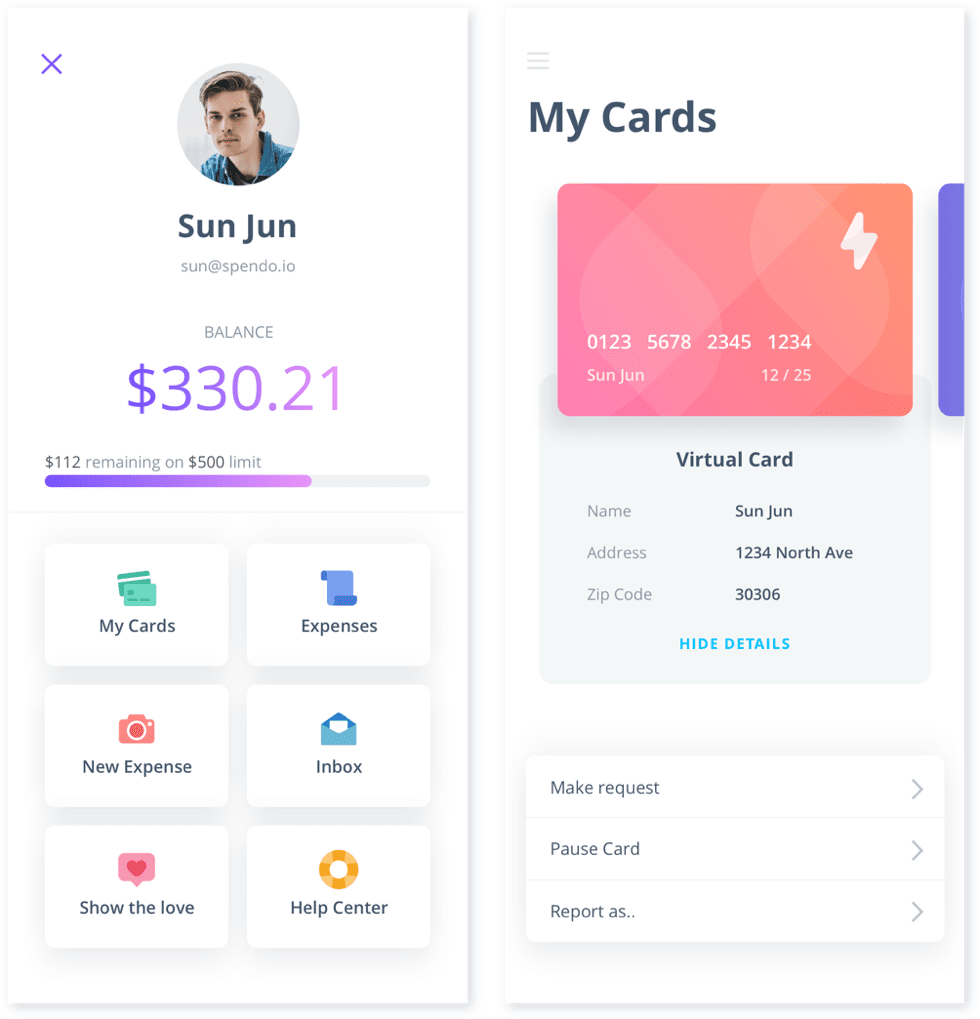 Sun Jun
sun@spendo.io
BALANCE
$330.21
$112 remaining on $500 limit
My Cards
Expenses
New Expense
Inbox
Show the love
Help Center
My Cards
0123 5678 2345 1234
Sun Jun 12 / 25
Virtual Card
Name Sun Jun
Address 1234 North Ave
Zip Code 30306
HIDE DETAILS
Make request
Pause Card
Report as..